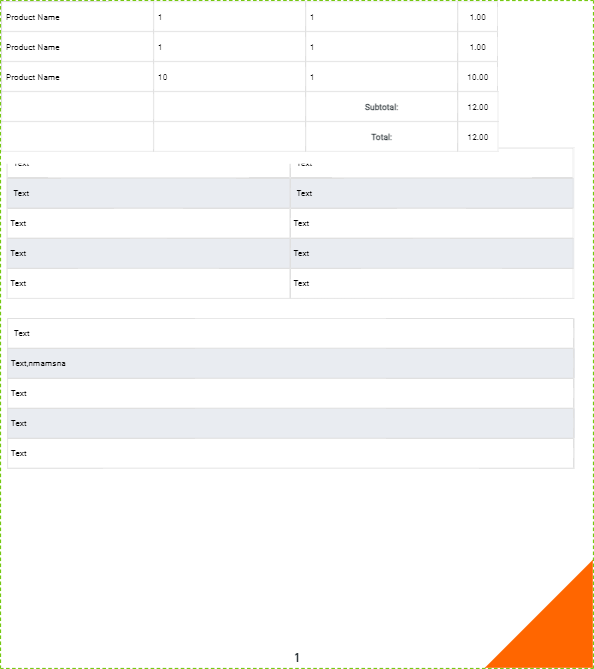 Product Name 1 1 1.00
Product Name 1 1 1.00
Product Name 10 1 10.00
Subtotal: 12.00
Total: 12.00
Text Text
Text Text
Text Text
Text Text
Text Text
Text
Text,nmamsna
Text
Text
Text
1